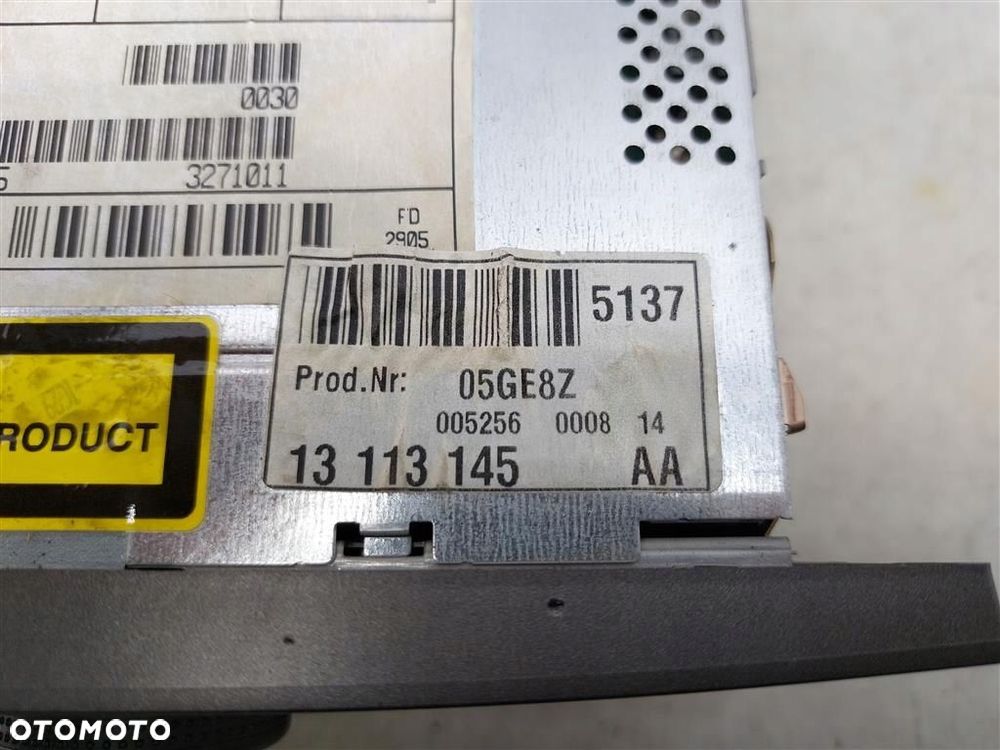 0030
3271011
FD
2905
5137
Prod.Nr: 05GE8Z
005256 0008 14
13 113 145 AA
RODUCT
OTOMOTO